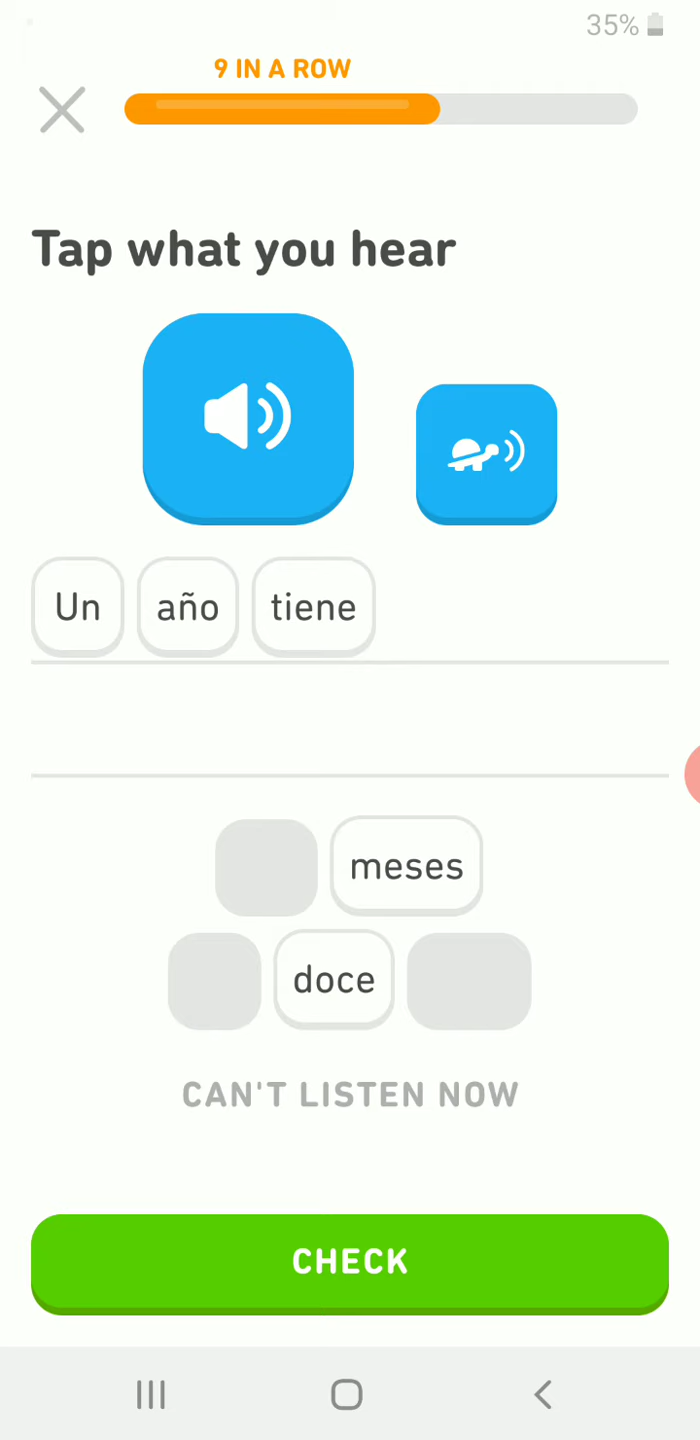 35%
9 IN A ROW
Tap what you hear
Un año tiene
meses
doce
CAN'T LISTEN NOW
CHECK